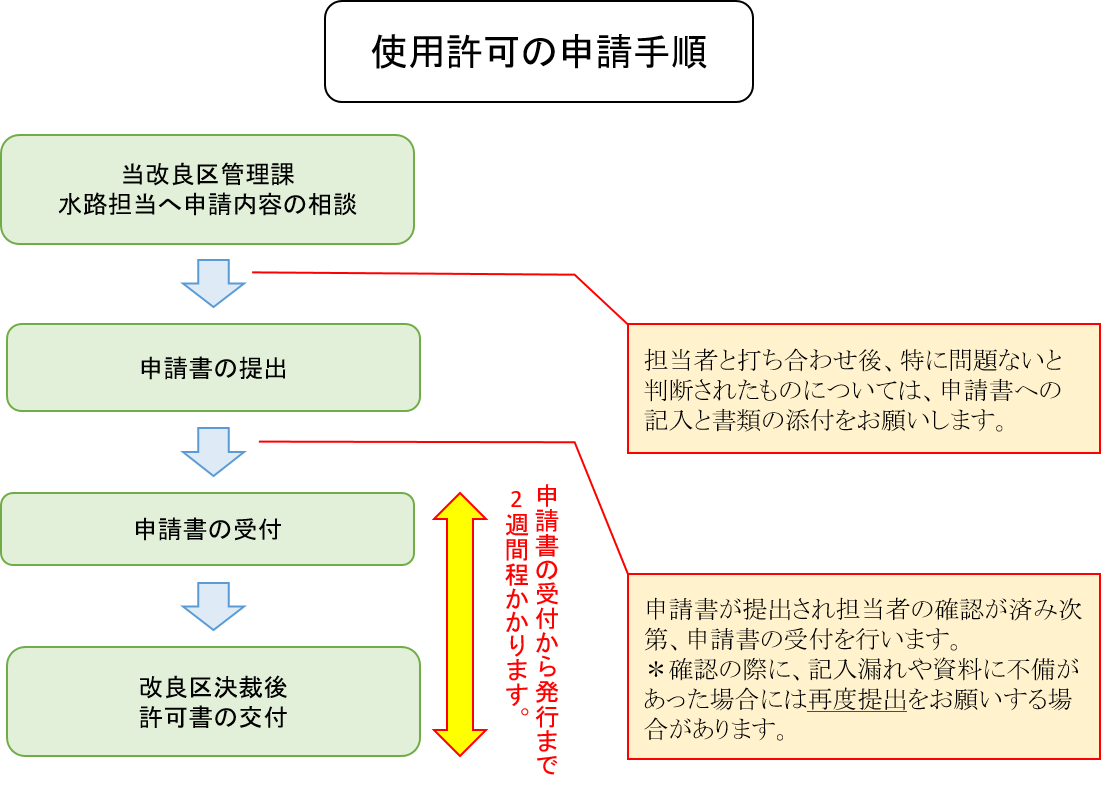 使用許可の申請手順
当改良区管理課
水路担当へ申請内容の相談
申請書の提出
担当者と打ち合わせ後、特に問題ないと
判断されたものについては、申請書への
記入と書類の添付をお願いします。
申請書の受付
申請書の受付から発行まで
２週間程かかります。
申請書が提出され担当者の確認が済み次
第、申請書の受付を行います。
＊確認の際に、記入漏れや資料に不備が
あった場合には再度提出をお願いする場
合があります。
改良区決裁後
許可書の交付